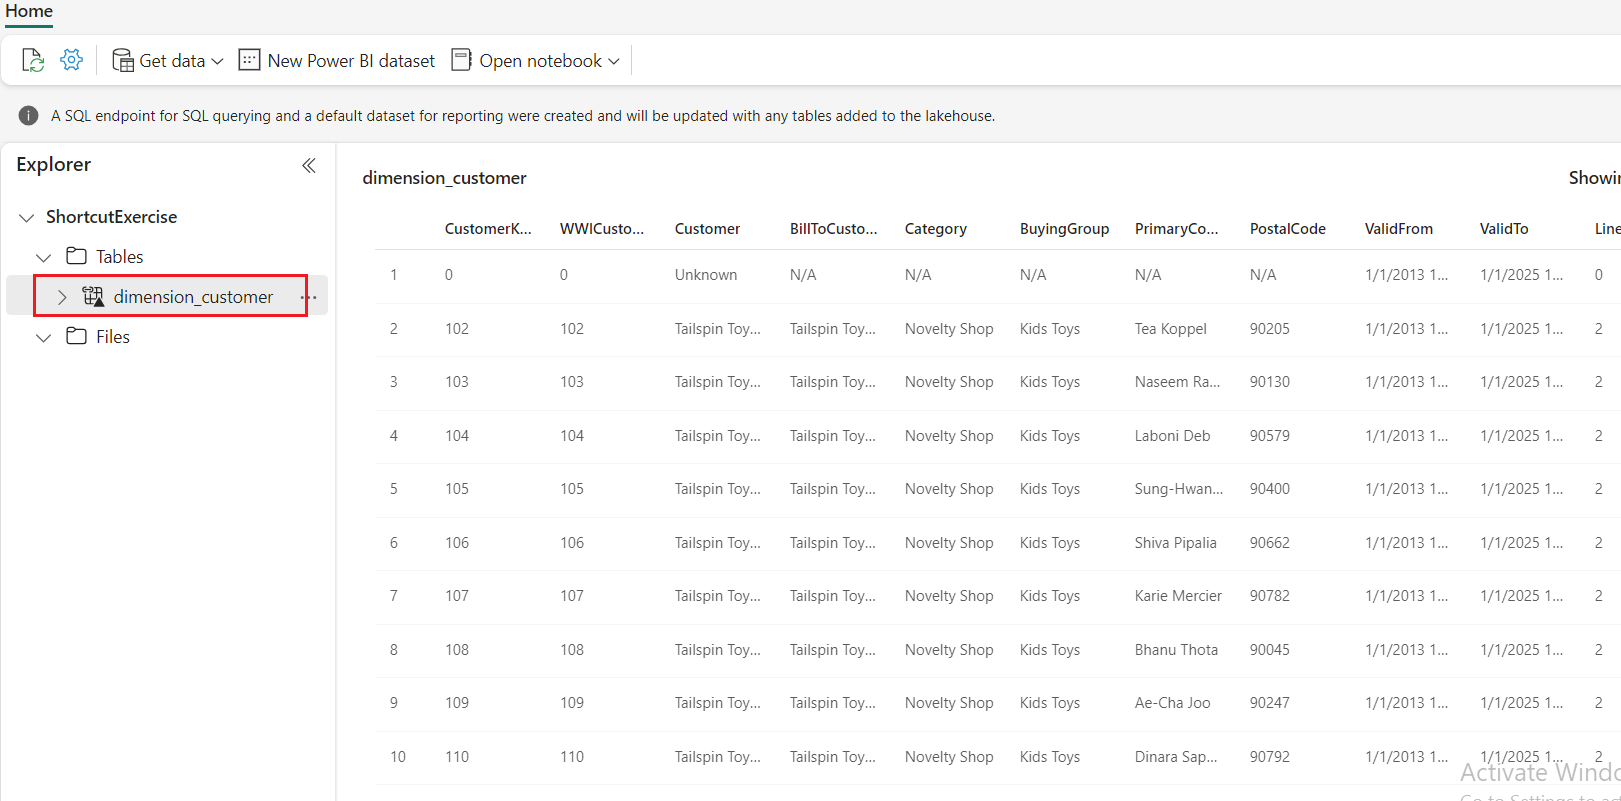 Home
Get data New Power BI dataset Open notebook
A SQL endpoint for SQL querying and a default dataset for reporting were created and will be updated with any tables added to the lakehouse.
Explorer
ShortcutExercise
Tables
dimension_customer ...
Files
dimension_customer Showin
CustomerK... WWICusto... Customer BillToCusto... Category BuyingGroup PrimaryCo... PostalCode ValidFrom ValidTo Line
1 0 0 Unknown N/A N/A N/A N/A N/A 1/1/2013 1... 1/1/2025 1... 0
2 102 102 Tailspin Toy... Tailspin Toy... Novelty Shop Kids Toys Tea Koppel 90205 1/1/2013 1... 1/1/2025 1... 2
3 103 103 Tailspin Toy... Tailspin Toy... Novelty Shop Kids Toys Naseem Ra... 90130 1/1/2013 1... 1/1/2025 1... 2
4 104 104 Tailspin Toy... Tailspin Toy... Novelty Shop Kids Toys Laboni Deb 90579 1/1/2013 1... 1/1/2025 1... 2
5 105 105 Tailspin Toy... Tailspin Toy... Novelty Shop Kids Toys Sung-Hwan... 90400 1/1/2013 1... 1/1/2025 1... 2
6 106 106 Tailspin Toy... Tailspin Toy... Novelty Shop Kids Toys Shiva Pipalia 90662 1/1/2013 1... 1/1/2025 1... 2
7 107 107 Tailspin Toy... Tailspin Toy... Novelty Shop Kids Toys Karie Mercier 90782 1/1/2013 1... 1/1/2025 1... 2
8 108 108 Tailspin Toy... Tailspin Toy... Novelty Shop Kids Toys Bhanu Thota 90045 1/1/2013 1... 1/1/2025 1... 2
9 109 109 Tailspin Toy... Tailspin Toy... Novelty Shop Kids Toys Ae-Cha Joo 90247 1/1/2013 1... 1/1/2025 1... 2
10 110 110 Tailspin Toy... Tailspin Toy... Novelty Shop Kids Toys Dinara Sap... 90792 1/1/2013 1... 1/1/2025 1... 2
Activate Windo